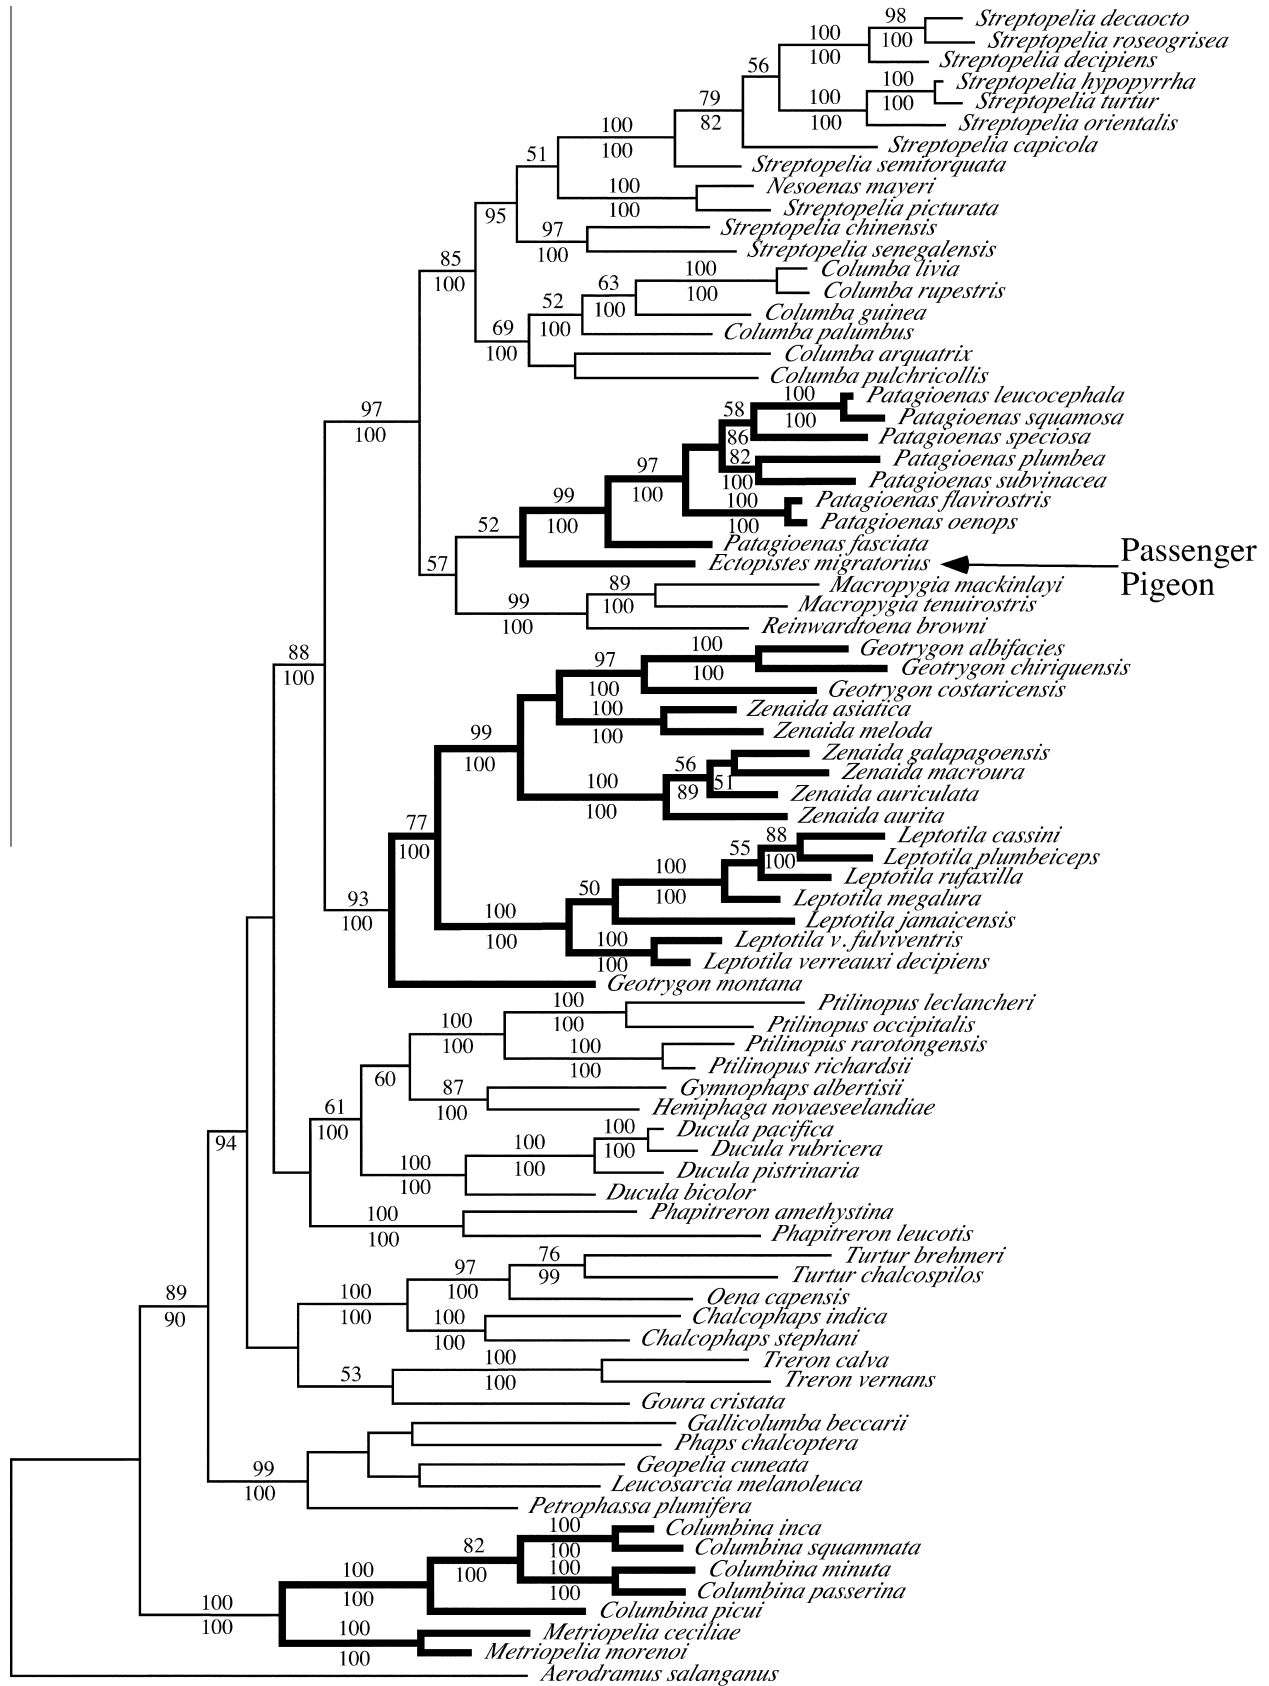 98
Streptopelia decaocto
100
100
Streptopelia roseogrisea
100
Streptopelia decipiens
56
100
Streptopelia hypopyrrha
100
100
Streptopelia turtur
79
100
Streptopelia orientalis
82
100
Streptopelia capicola
100
51
100
Streptopelia semitorquata
100
Nesoenas mayeri
95
100
Streptopelia picturata
97
Streptopelia chinensis
100
Streptopelia senegalensis
85
100
100
Columba livia
63
100
Columba rupestris
52
100
Columba guinea
69
100
Columba palumbus
100
Columba arquatrix
Columba pulchricollis
100
Patagioenas leucocephala
97
58
100
Patagioenas squamosa
100
86
Patagioenas speciosa
97
82
Patagioenas plumbea
100
100
Patagioenas subvinacea
99
100
Patagioenas flavirostris
52
100
100
Patagioenas oenops
Patagioenas fasciata
57
Ectopistes migratorius
Passenger
Pigeon
89
Macropygia mackinlayi
99
100
Macropygia tenuirostris
100
Reinwardtoena browni
88
100
100
Geotrygon albifacies
97
100
Geotrygon chiriquensis
100
Geotrygon costaricensis
100
Zenaida asiatica
99
100
Zenaida meloda
100
56
Zenaida galapagoensis
100
89
51
Zenaida macroura
100
Zenaida auriculata
Zenaida aurita
77
100
88
Leptotila cassini
55
100
Leptotila plumbeiceps
100
Leptotila rufaxilla
50
100
Leptotila megalura
93
100
100
Leptotila jamaicensis
100
100
Leptotila v. fulviventris
100
Leptotila verreauxi decipiens
Geotrygon montana
100
Ptilinopus leclancheri
100
100
Ptilinopus occipitalis
100
100
Ptilinopus rarotongensis
100
Ptilinopus richardsii
60
87
Gymnophaps albertisii
61
100
Hemiphaga novaeseelandiae
100
100
Ducula pacifica
94
100
100
Ducula rubricera
100
100
Ducula pistrinaria
100
Ducula bicolor
100
Phapitreron amethystina
100
Phapitreron leucotis
76
Turtur brehmeri
97
99
Turtur chalcospilos
100
100
Oena capensis
89
100
100
Chalcophaps indica
90
100
Chalcophaps stephani
100
Treron calva
53
100
Treron vernans
Goura cristata
Gallicolumba beccarii
Phaps chalcoptera
99
Geopelia cuneata
100
Leucosarcia melanoleuca
Petrophassa plumifera
100
Columbina inca
82
100
Columbina squammata
100
100
Columbina minuta
100
100
Columbina passerina
100
Columbina picui
100
100
Metriopelia ceciliae
100
100
Metriopelia morenoi
Aerodramus salanganus